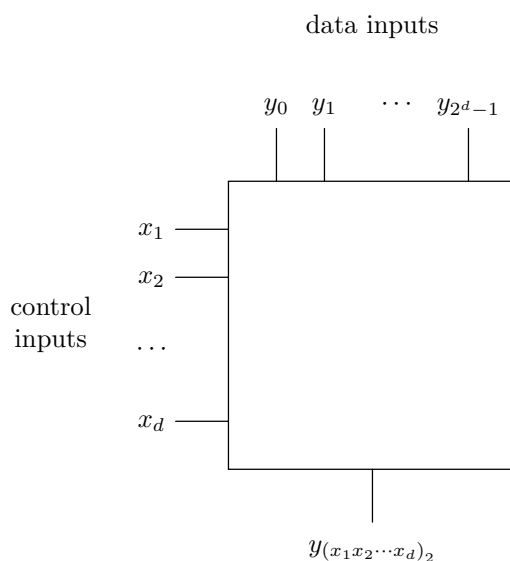 data inputs
y_0 y_1 ⋯ y_{2^d−1}
x_1
x_2
control
inputs
…
x_d
y_{(x_1x_2⋯x_d)_2}